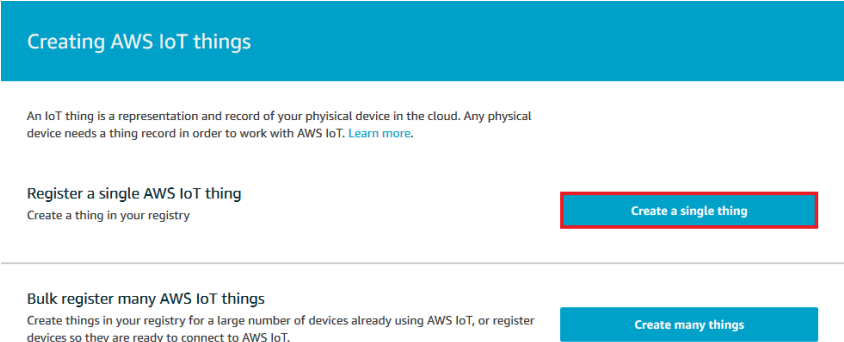 Creating AWS IoT things
An IoT thing is a representation and record of your phyisical device in the cloud. Any physical
device needs a thing record in order to work with AWS IoT. Learn more.
Register a single AWS IoT thing
Create a thing in your registry
Create a single thing
Bulk register many AWS IoT things
Create things in your registry for a large number of devices already using AWS IoT, or register
devices so they are ready to connect to AWS IoT.
Create many things